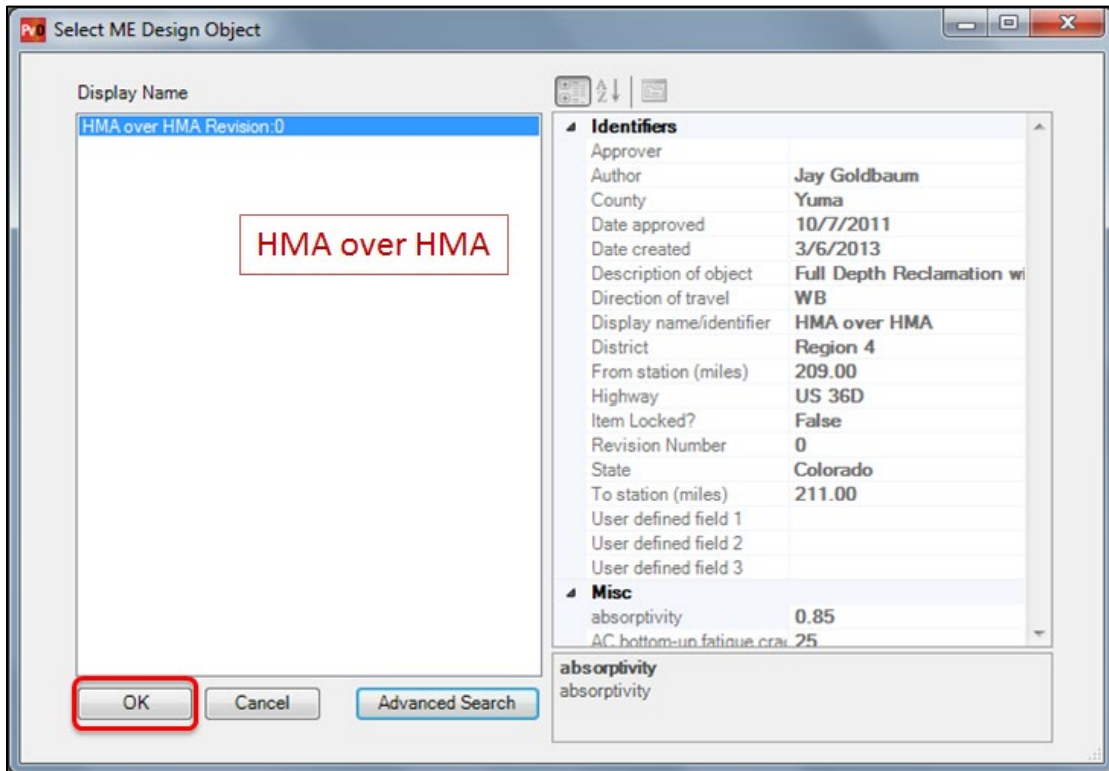 Select ME Design Object
Display Name
HMA over HMA Revision:0
HMA over HMA
OK
Cancel
Advanced Search
Identifiers
Approver
Author Jay Goldbaum
County Yuma
Date approved 10/7/2011
Date created 3/6/2013
Description of object Full Depth Reclamation wi
Direction of travel WB
Display name/identifier HMA over HMA
District Region 4
From station (miles) 209.00
Highway US 36D
Item Locked? False
Revision Number 0
State Colorado
To station (miles) 211.00
User defined field 1
User defined field 2
User defined field 3
Misc
absorptivity 0.85
AC bottom-up fatigue crac 25
absorptivity
absorptivity